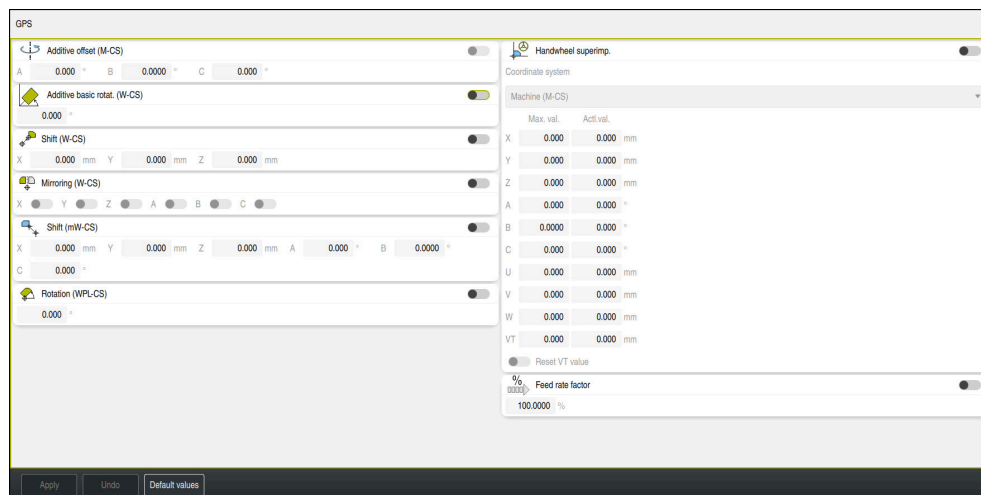 GPS
Additive offset (M-CS)
A 0.000 ° B 0.0000 ° C 0.000 °
Additive basic rotat. (W-CS)
0.000 °
Shift (W-CS)
X 0.000 mm Y 0.000 mm Z 0.000 mm
Mirroring (W-CS)
X Y Z A B C
Shift (mW-CS)
X 0.000 mm Y 0.000 mm Z 0.000 mm A 0.000 ° B 0.0000 °
C 0.000 °
Rotation (WPL-CS)
0.000 °
Handwheel superimp.
Coordinate system
Machine (M-CS)
Max. val. Actl.val.
X 0.000 0.000 mm
Y 0.000 0.000 mm
Z 0.000 0.000 mm
A 0.000 0.000 °
B 0.0000 0.000 °
C 0.000 0.000 °
U 0.000 0.000 mm
V 0.000 0.000 mm
W 0.000 0.000 mm
VT 0.000 0.000 mm
Reset VT value
%
Feed rate factor
100.0000 %
Apply Undo Default values